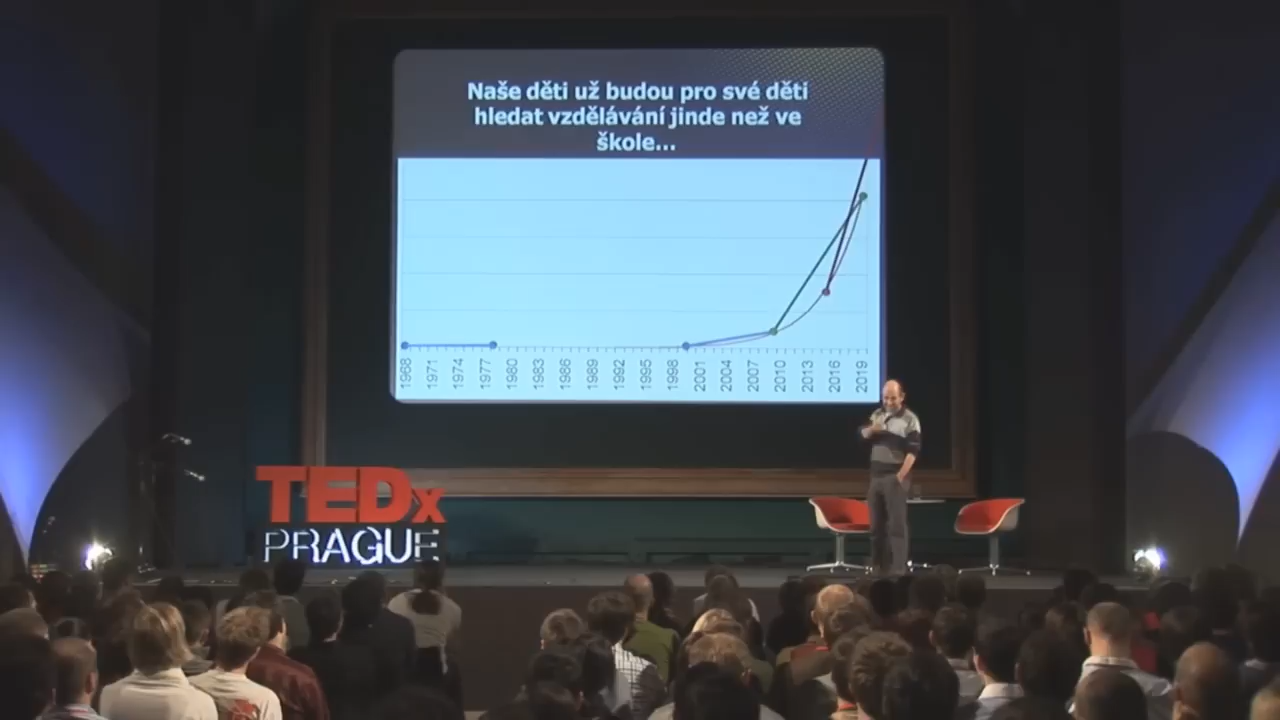 Naše děti už budou pro své děti
hledat vzdělávání jinde než ve
škole...
1968 1971 1974 1977 1980 1983 1986 1989 1992 1995 1998 2001 2004 2007 2010 2013 2016 2019
TEDx
PRAGUE